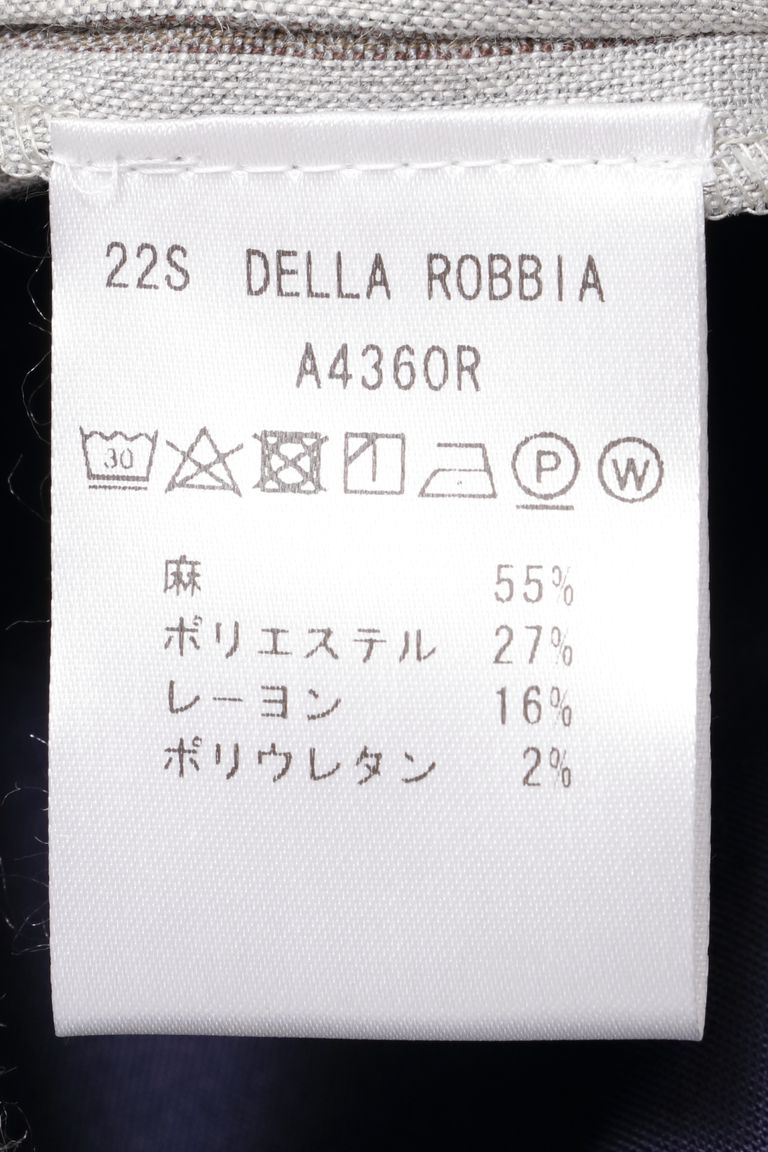 22S DELLA ROBBIA
A4360R
30 P W
麻 55%
ポリエステル 27%
レーヨン 16%
ポリウレタン 2%